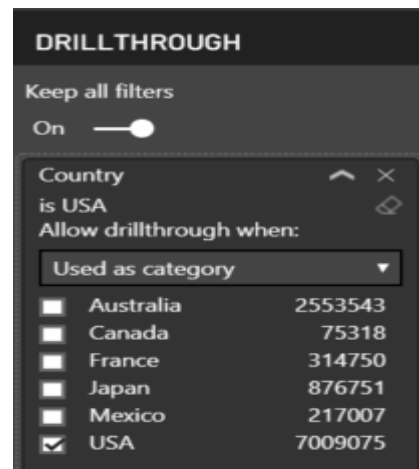 DRILLTHROUGH
Keep all filters
On
Country
is USA
Allow drillthrough when:
Used as category
Australia 2553543
Canada 75318
France 314750
Japan 876751
Mexico 217007
USA 7009075